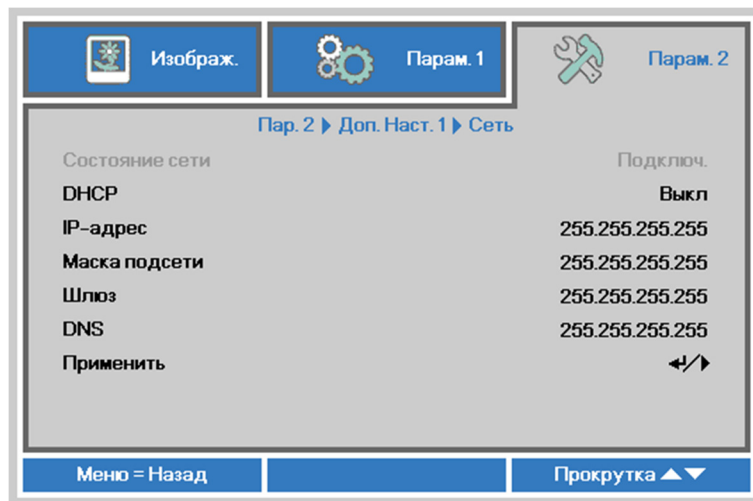 Изображ.
Парам. 1
Парам. 2
Пар. 2 ▶ Доп. Наст. 1 ▶ Сеть
Состояние сети Подключ.
DHCP Выкл
IP-адрес 255.255.255.255
Маска подсети 255.255.255.255
Шлюз 255.255.255.255
DNS 255.255.255.255
Применить ↵/▶
Меню = Назад
Прокрутка ▲▼